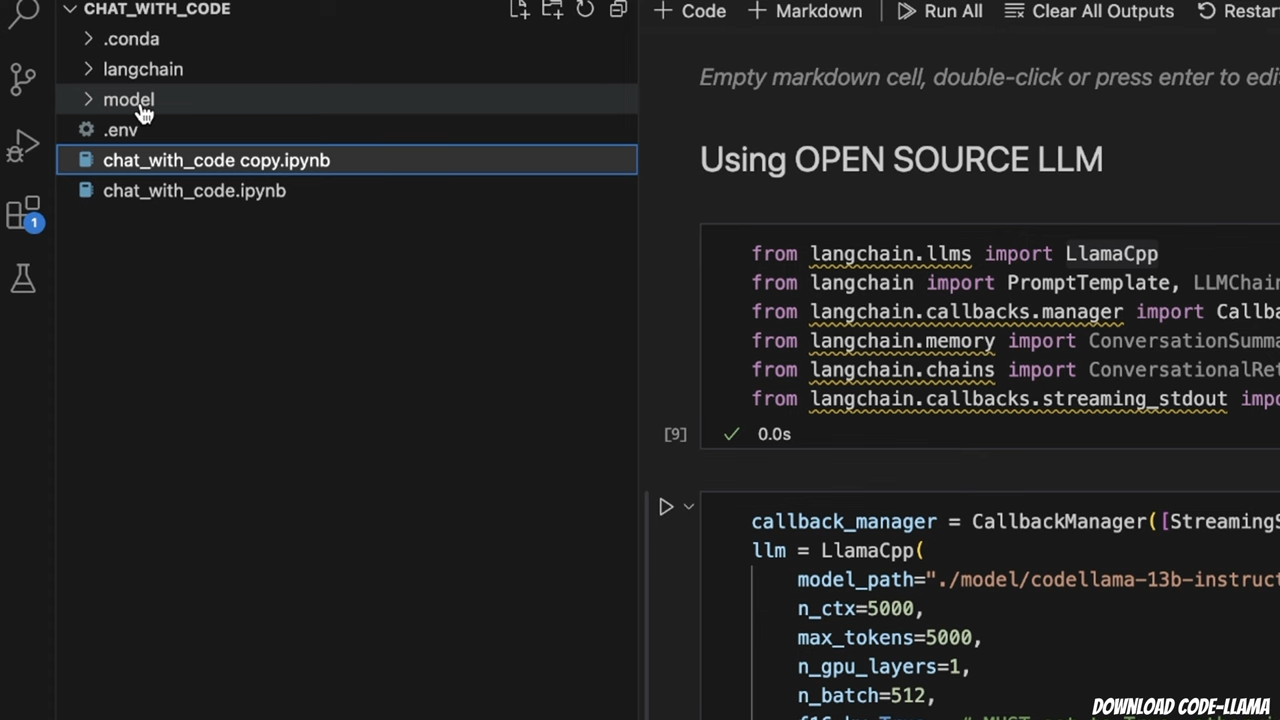 CHAT_WITH_CODE
.conda
langchain
model
.env
chat_with_code copy.ipynb
chat_with_code.ipynb
1
Code
Markdown
Run All
Clear All Outputs
Restar
Empty markdown cell, double-click or press enter to edi
Using OPEN SOURCE LLM
from langchain.llms import LlamaCpp
from langchain import PromptTemplate, LLMChain
from langchain.callbacks.manager import Callba
from langchain.memory import ConversationSumma
from langchain.chains import ConversationalRet
from langchain.callbacks.streaming_stdout impo
[9] 0.0s
callback_manager = CallbackManager([StreamingS
llm = LlamaCpp(
model_path="./model/codellama-13b-instruct
n_ctx=5000,
max_tokens=5000,
n_gpu_layers=1,
n_batch=512,
DOWNLOAD CODE-LLAMA